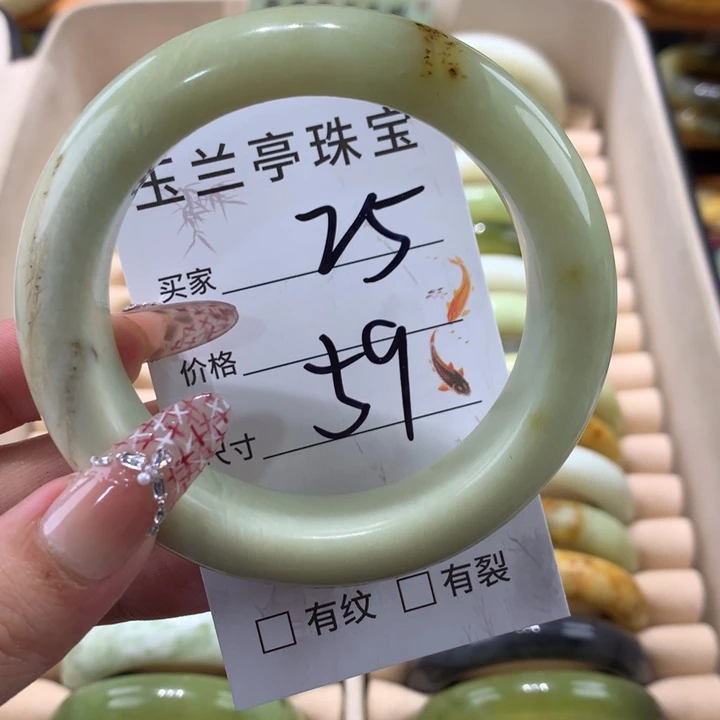 玉兰亭珠宝
25
买家
价格
59
尺寸
□ 有纹 □ 有裂